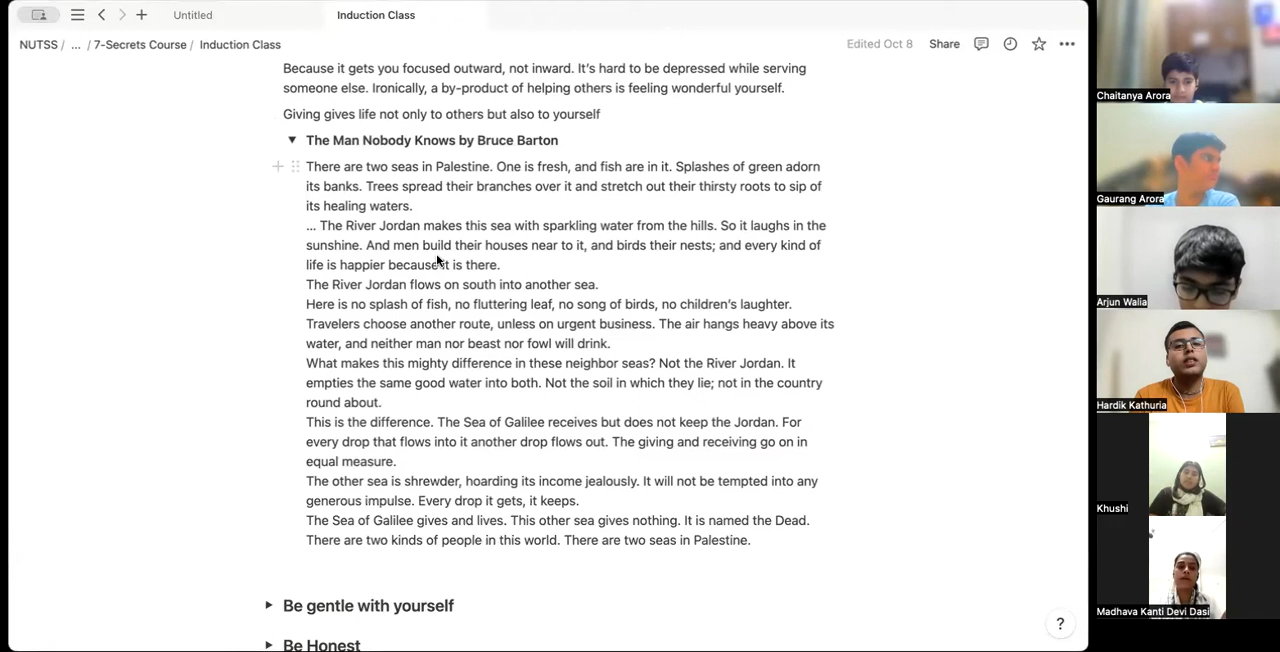 Untitled
Induction Class
NUTSS / ... / 7-Secrets Course / Induction Class
Edited Oct 8 Share
Because it gets you focused outward, not inward. It's hard to be depressed while serving
someone else. Ironically, a by-product of helping others is feeling wonderful yourself.
Giving gives life not only to others but also to yourself
The Man Nobody Knows by Bruce Barton
There are two seas in Palestine. One is fresh, and fish are in it. Splashes of green adorn
its banks. Trees spread their branches over it and stretch out their thirsty roots to sip of
its healing waters.
... The River Jordan makes this sea with sparkling water from the hills. So it laughs in the
sunshine. And men build their houses near to it, and birds their nests; and every kind of
life is happier because it is there.
The River Jordan flows on south into another sea.
Here is no splash of fish, no fluttering leaf, no song of birds, no children's laughter.
Travelers choose another route, unless on urgent business. The air hangs heavy above its
water, and neither man nor beast nor fowl will drink.
What makes this mighty difference in these neighbor seas? Not the River Jordan. It
empties the same good water into both. Not the soil in which they lie; not in the country
round about.
This is the difference. The Sea of Galilee receives but does not keep the Jordan. For
every drop that flows into it another drop flows out. The giving and receiving go on in
equal measure.
The other sea is shrewder, hoarding its income jealously. It will not be tempted into any
generous impulse. Every drop it gets, it keeps.
The Sea of Galilee gives and lives. This other sea gives nothing. It is named the Dead.
There are two kinds of people in this world. There are two seas in Palestine.
Be gentle with yourself
Be Honest
?
Chaitanya Arora
Gaurang Arora
Arjun Walia
Hardik Kathuria
Khushi
Madhava Kanti Devi Dasi